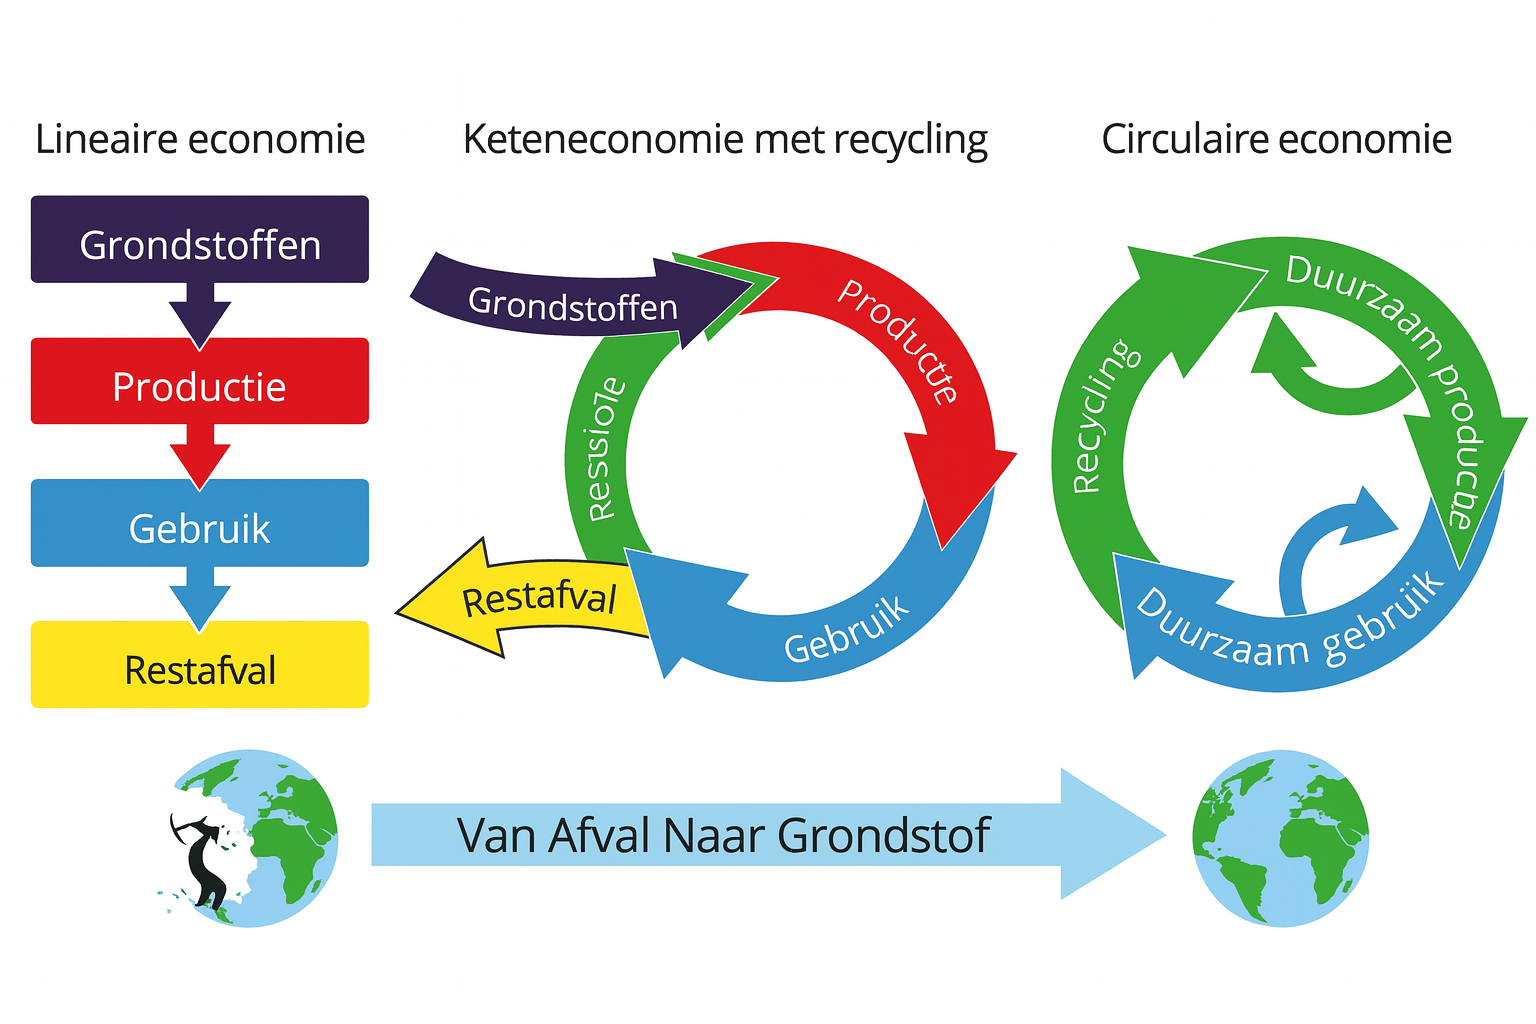 Lineaire economie
Keteneconomie met recycling
Circulaire economie
Grondstoffen
Productie
Gebruik
Restafval
Grondstoffen
Productie
Gebruik
Restafval
Recycling
Duurzaam productie
Duurzaam gebruik
Van Afval Naar Grondstof